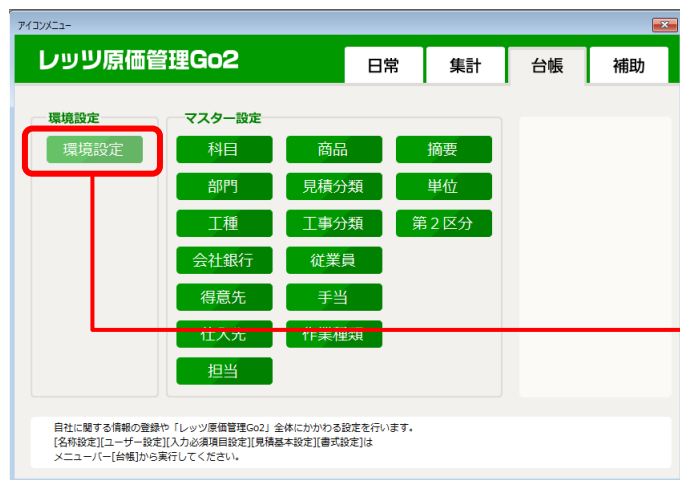 アイコンメニュー
レッツ原価管理Go2
日常 集計 台帳 補助
環境設定 マスター設定
環境設定 科目 商品 摘要
部門 見積分類 単位
工種 工事分類 第2区分
会社銀行 従業員
得意先 手当
仕入先 作業種類
担当
自社に関する情報の登録や「レッツ原価管理Go2」全体にかかわる設定を行います。
[名称設定][ユーザー設定][入力必須項目設定][見積基本設定][書式設定]は
メニューバー[台帳]から実行してください。